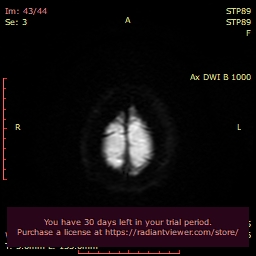 Im: 43/44
Se: 3
A
STP89
STP89
F
Ax DWI B 1000
R
L
You have 30 days left in your trial period.
Purchase a license at https://radiantviewer.com/store/